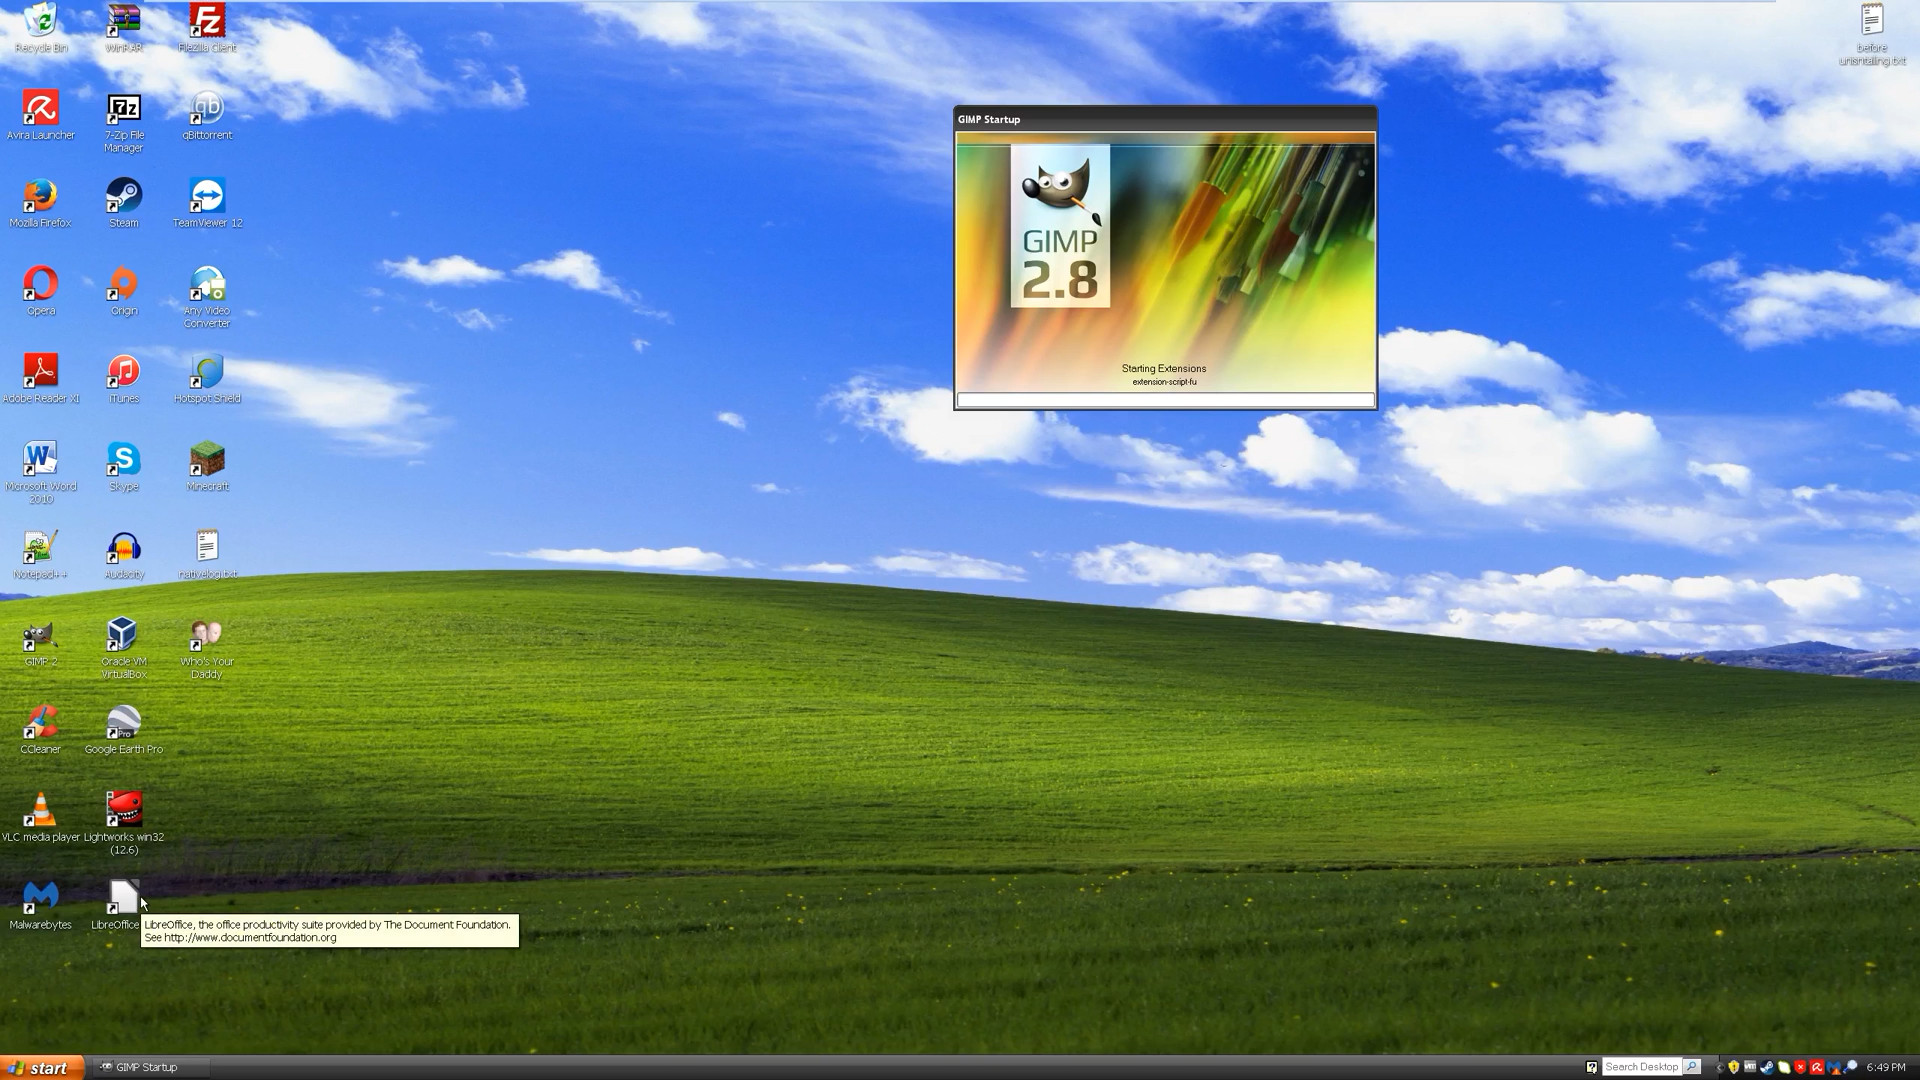 Recycle Bin
WinRAR
FileZilla Client
before
uninstalling.txt
Avira Launcher
7-Zip File
Manager
qBittorrent
7z
qb
Mozilla Firefox
Steam
TeamViewer 12
Opera
Origin
Any Video
Converter
Adobe Reader XI
iTunes
Hotspot Shield
Microsoft Word
2010
Skype
Minecraft
Notepad++
Audacity
nativelog.txt
GIMP 2
Oracle VM
VirtualBox
Who's Your
Daddy
CCleaner
Google Earth Pro
Pro
VLC media player
Lightworks win32
(12.6)
Malwarebytes
LibreOffice
LibreOffice, the office productivity suite provided by The Document Foundation.
See http://www.documentfoundation.org
GIMP Startup
GIMP
2.8
Starting Extensions
extension-script-fu
start
GIMP Startup
Search Desktop
6:49 PM